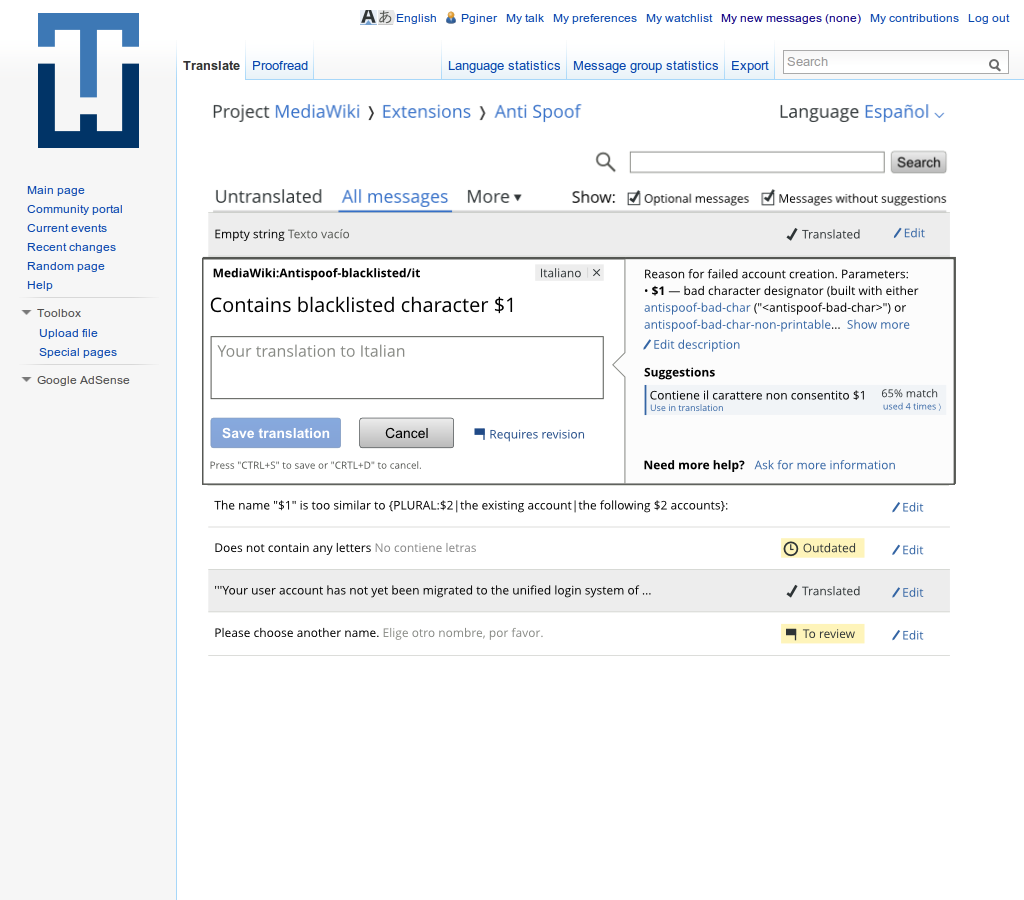 Aあ English Pginer My talk My preferences My watchlist My new messages (none) My contributions Log out
Translate Proofread Language statistics Message group statistics Export Search
Project MediaWiki ❭ Extensions ❭ Anti Spoof Language Español
Search
Untranslated All messages More ▾ Show: Optional messages Messages without suggestions
Main page
Community portal
Current events
Recent changes
Random page
Help
Toolbox
Upload file
Special pages
Google AdSense
Empty string Texto vacío Translated Edit
MediaWiki:Antispoof-blacklisted/it Italiano ×
Contains blacklisted character $1
Your translation to Italian
Save translation Cancel Requires revision
Press "CTRL+S" to save or "CRTL+D" to cancel.
Reason for failed account creation. Parameters:
• $1 — bad character designator (built with either
antispoof-bad-char ("<antispoof-bad-char>") or
antispoof-bad-char-non-printable... Show more
Edit description
Suggestions
Contiene il carattere non consentito $1 65% match
Use in translation used 4 times ⟩
Need more help? Ask for more information
The name "$1" is too similar to {PLURAL:$2|the existing account|the following $2 accounts}: Edit
Does not contain any letters No contiene letras Outdated Edit
'''Your user account has not yet been migrated to the unified login system of ... Translated Edit
Please choose another name. Elige otro nombre, por favor. To review Edit